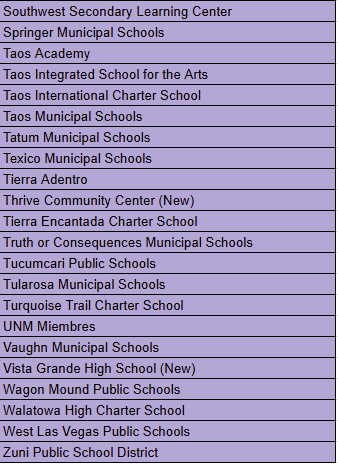 Southwest Secondary Learning Center
Springer Municipal Schools
Taos Academy
Taos Integrated School for the Arts
Taos International Charter School
Taos Municipal Schools
Tatum Municipal Schools
Texico Municipal Schools
Tierra Adentro
Thrive Community Center (New)
Tierra Encantada Charter School
Truth or Consequences Municipal Schools
Tucumcari Public Schools
Tularosa Municipal Schools
Turquoise Trail Charter School
UNM Miembres
Vaughn Municipal Schools
Vista Grande High School (New)
Wagon Mound Public Schools
Walatowa High Charter School
West Las Vegas Public Schools
Zuni Public School District